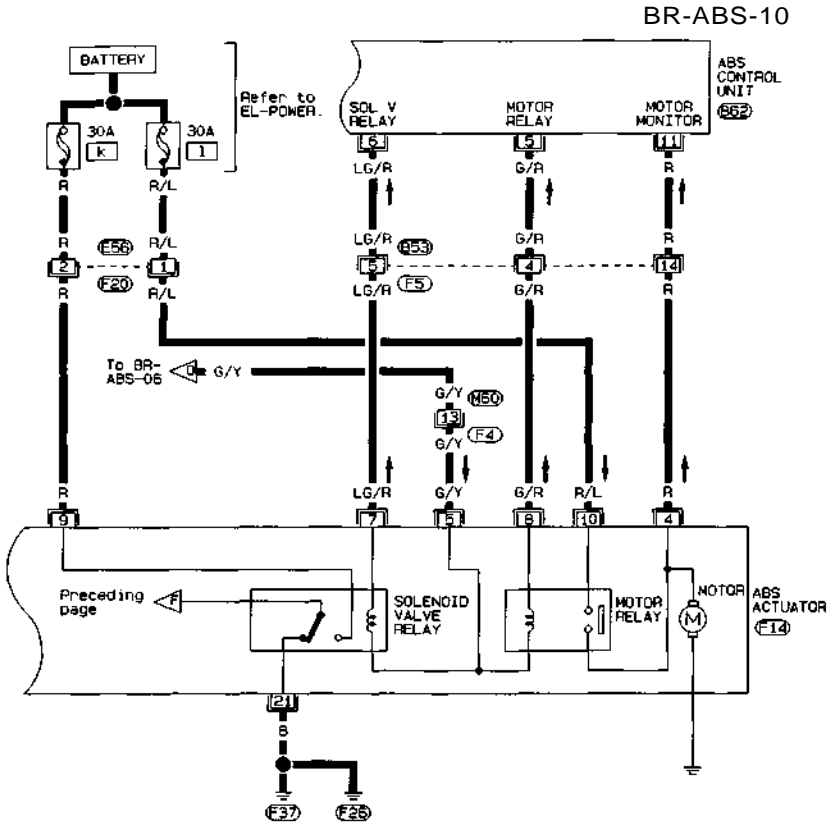 BR-ABS-10
BATTERY
Refer to
EL-POWER.
30A
k
30A
l
SOL V
RELAY
MOTOR
RELAY
MOTOR
MONITOR
ABS
CONTROL
UNIT
B62
6
5
11
R
R/L
LG/R
G/R
R
R
E56
R/L
LG/R
B53
G/R
R
2
1
5
4
14
R
F20
R/L
LG/R
F5
G/R
R
To BR-
ABS-06
D
G/Y
G/Y
M60
13
G/Y
F4
R
LG/R
G/Y
G/R
R/L
R
9
7
6
8
10
4
Preceding
page
F
SOLENOID
VALVE
RELAY
MOTOR
RELAY
MOTOR
M
ABS
ACTUATOR
F14
21
B
F37
F26